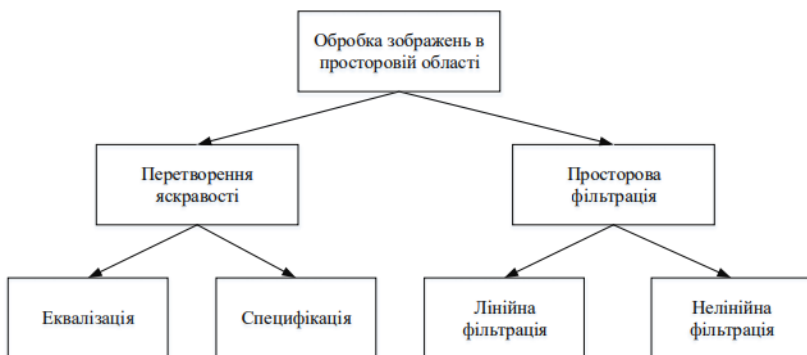 Обробка зображень в
просторовій області
Перетворення
яскравості
Просторова
фільтрація
Еквалізація
Специфікація
Лінійна
фільтрація
Нелінійна
фільтрація